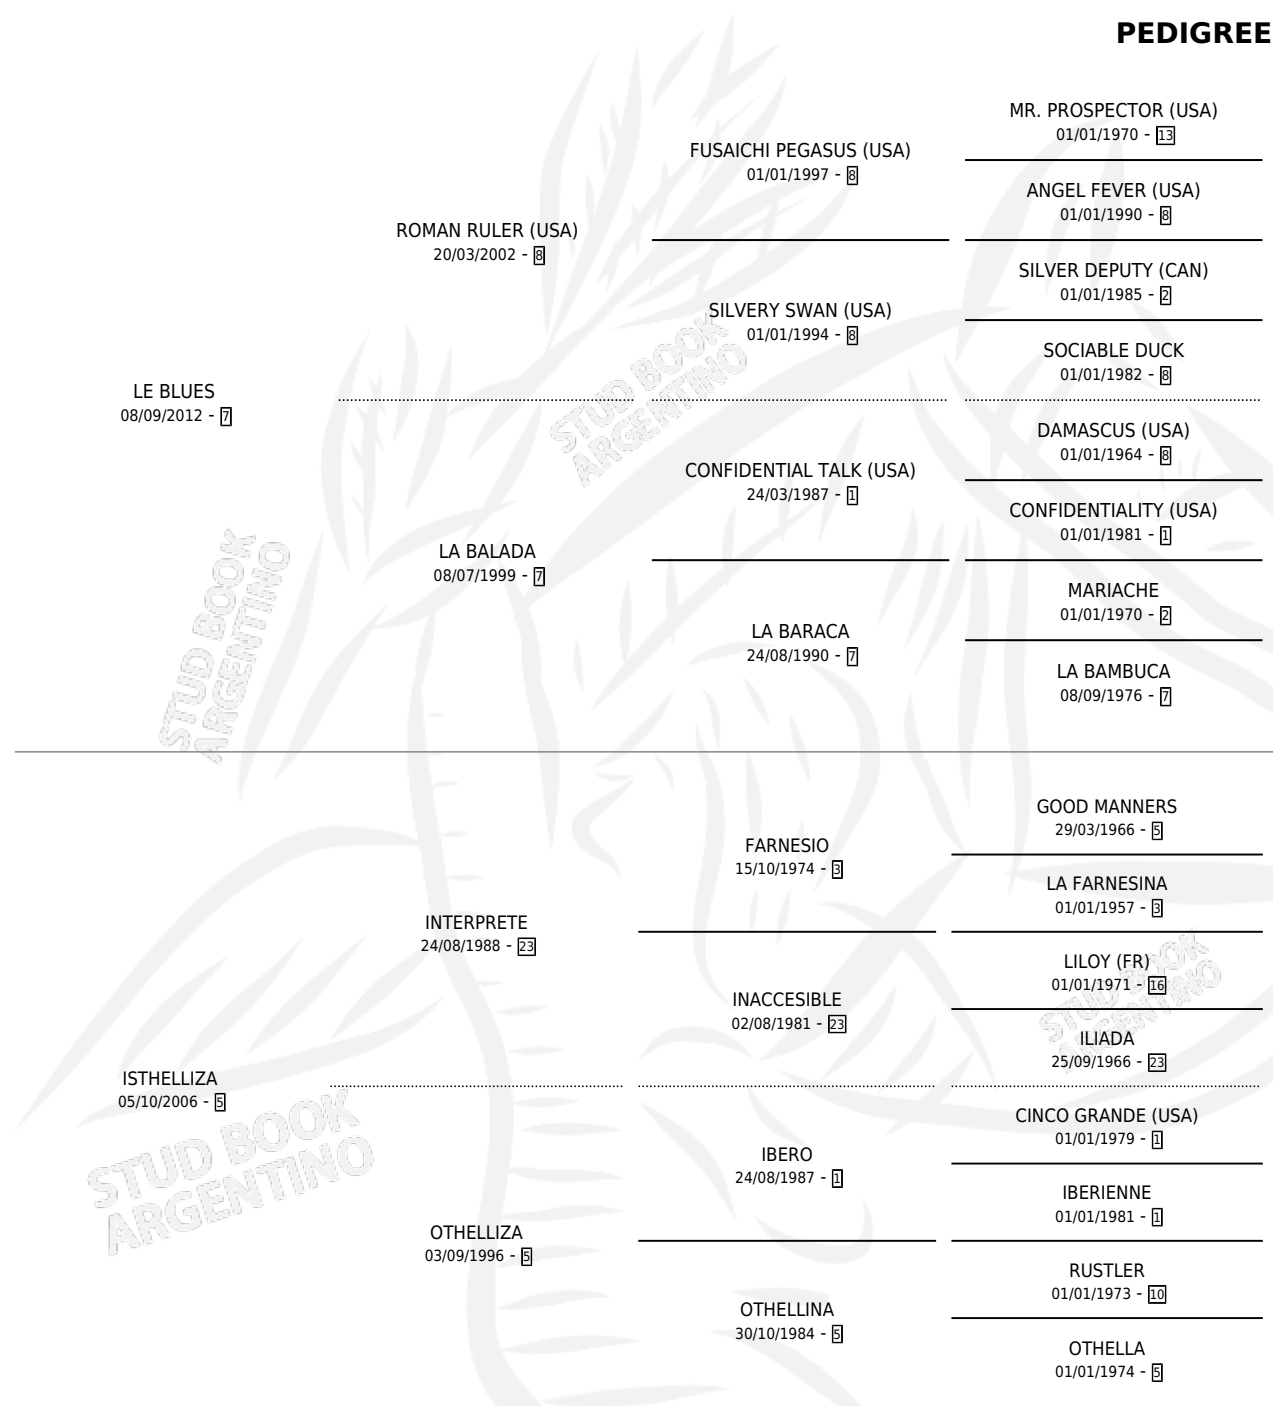 PEDIGREE
MR. PROSPECTOR (USA)
01/01/1970 - 13
FUSAICHI PEGASUS (USA)
01/01/1997 - 8
ANGEL FEVER (USA)
01/01/1990 - 8
ROMAN RULER (USA)
20/03/2002 - 8
SILVER DEPUTY (CAN)
01/01/1985 - 2
SILVERY SWAN (USA)
01/01/1994 - 8
SOCIABLE DUCK
01/01/1982 - 8
LE BLUES
08/09/2012 - 7
DAMASCUS (USA)
01/01/1964 - 8
CONFIDENTIAL TALK (USA)
24/03/1987 - 1
CONFIDENTIALITY (USA)
01/01/1981 - 1
LA BALADA
08/07/1999 - 7
MARIACHE
01/01/1970 - 2
LA BARACA
24/08/1990 - 7
LA BAMBUCA
08/09/1976 - 7
GOOD MANNERS
29/03/1966 - 5
FARNESIO
15/10/1974 - 3
LA FARNESINA
01/01/1957 - 3
INTERPRETE
24/08/1988 - 23
LILOY (FR)
01/01/1971 - 16
INACCESIBLE
02/08/1981 - 23
ILIADA
25/09/1966 - 23
ISTHELLIZA
05/10/2006 - 5
CINCO GRANDE (USA)
01/01/1979 - 1
IBERO
24/08/1987 - 1
IBERIENNE
01/01/1981 - 1
OTHELLIZA
03/09/1996 - 5
RUSTLER
01/01/1973 - 10
OTHELLINA
30/10/1984 - 5
OTHELLA
01/01/1974 - 5
STUD BOOK
ARGENTINO
STUD BOOK
ARGENTINO
STUD BOOK
ARGENTINO
STUD BOOK
ARGENTINO